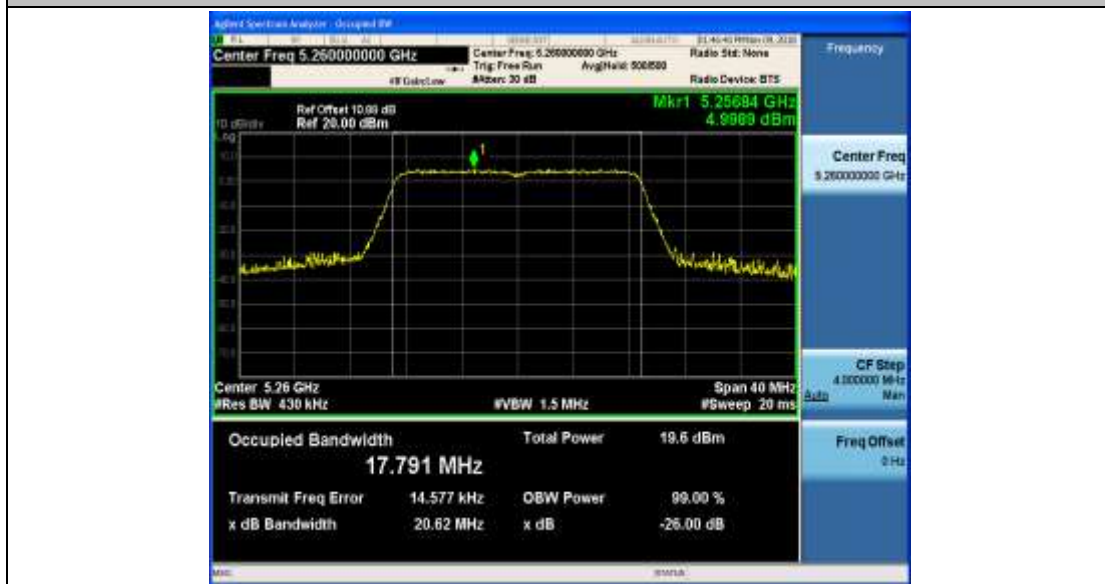 Agilent Spectrum Analyzer - Occupied BW
Center Freq 5.260000000 GHz
Center Freq: 5.260000000 GHz
Radio Std: None
Trig: Free Run
Avg|Hold: 500/500
#IFGain:Low
#Atten: 30 dB
Radio Device: BTS
Ref Offset 10.88 dB
Ref 20.00 dBm
10 dB/div
Log
Mkr1 5.25684 GHz
4.9989 dBm
1
Center 5.26 GHz
Span 40 MHz
#Res BW 430 kHz
#VBW 1.5 MHz
#Sweep 20 ms
Occupied Bandwidth
17.791 MHz
Total Power
19.6 dBm
Transmit Freq Error
14.577 kHz
OBW Power
99.00 %
x dB Bandwidth
20.62 MHz
x dB
-26.00 dB
Frequency
Center Freq
5.260000000 GHz
CF Step
4.000000 MHz
Auto
Man
Freq Offset
0 Hz
MSG
STATUS